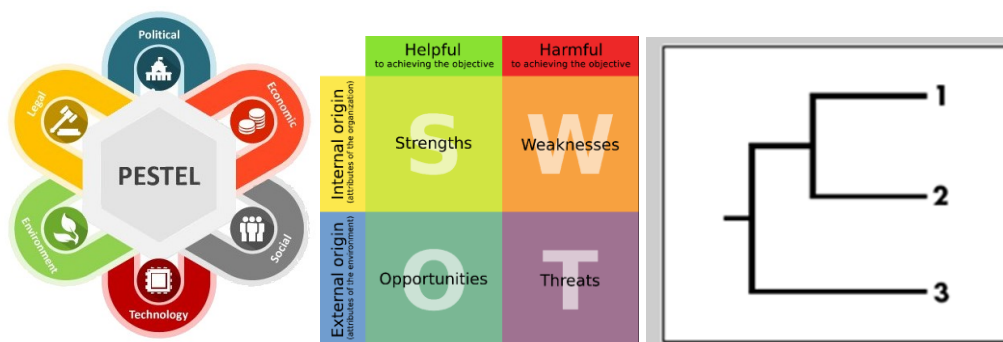 Political
Legal
Economic
PESTEL
Environment
Social
Technology
Helpful
to achieving the objective
Harmful
to achieving the objective
Internal origin
(attributes of the organization)
S
Strengths
W
Weaknesses
External origin
(attributes of the environment)
O
Opportunities
T
Threats
1
2
3